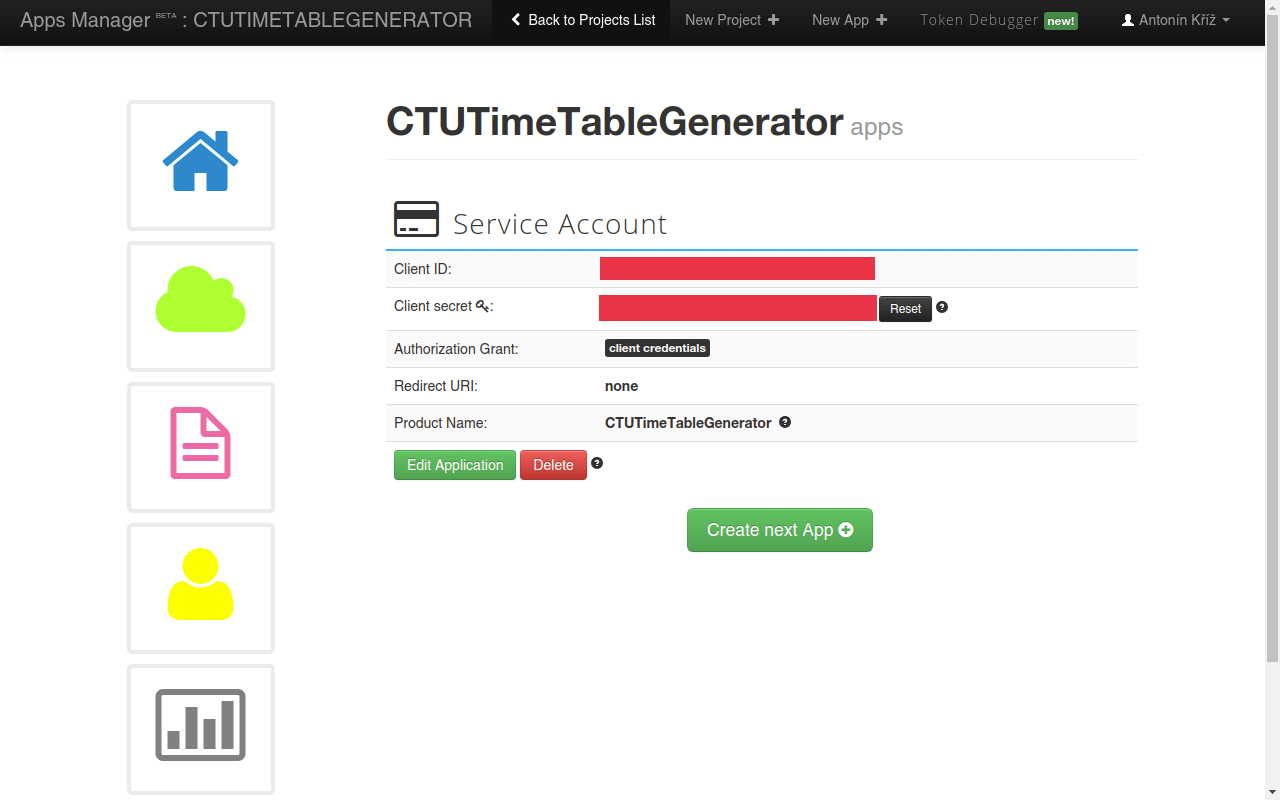 Apps Manager BETA : CTUTIMETABLEGENERATOR Back to Projects List New Project New App Token Debugger new! Antonín Kříž
CTUTimeTableGenerator apps
Service Account
Client ID:
Client secret : Reset
Authorization Grant: client credentials
Redirect URI: none
Product Name: CTUTimeTableGenerator
Edit Application Delete
Create next App